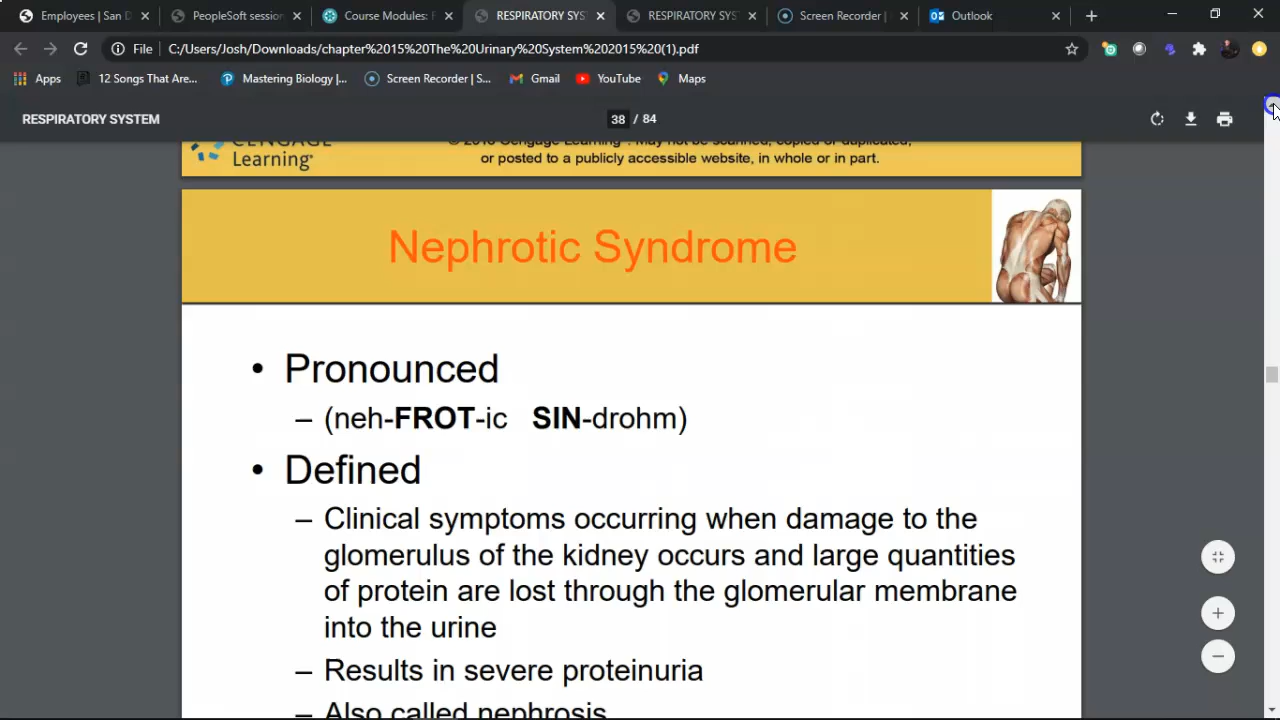 Employees | San D
PeopleSoft session
Course Modules: F
RESPIRATORY SYS
RESPIRATORY SYS
Screen Recorder |
Outlook
File | C:/Users/Josh/Downloads/chapter%2015%20The%20Urinary%20System%202015%20(1).pdf
Apps
12 Songs That Are...
Mastering Biology |...
Screen Recorder | S...
Gmail
YouTube
Maps
RESPIRATORY SYSTEM
38 / 84
CENGAGE
Learning®
Learning. May not be scanned, copied or duplicated,
or posted to a publicly accessible website, in whole or in part.
Nephrotic Syndrome
• Pronounced
– (neh-FROT-ic SIN-drohm)
• Defined
– Clinical symptoms occurring when damage to the
glomerulus of the kidney occurs and large quantities
of protein are lost through the glomerular membrane
into the urine
– Results in severe proteinuria
– Also called nephrosis